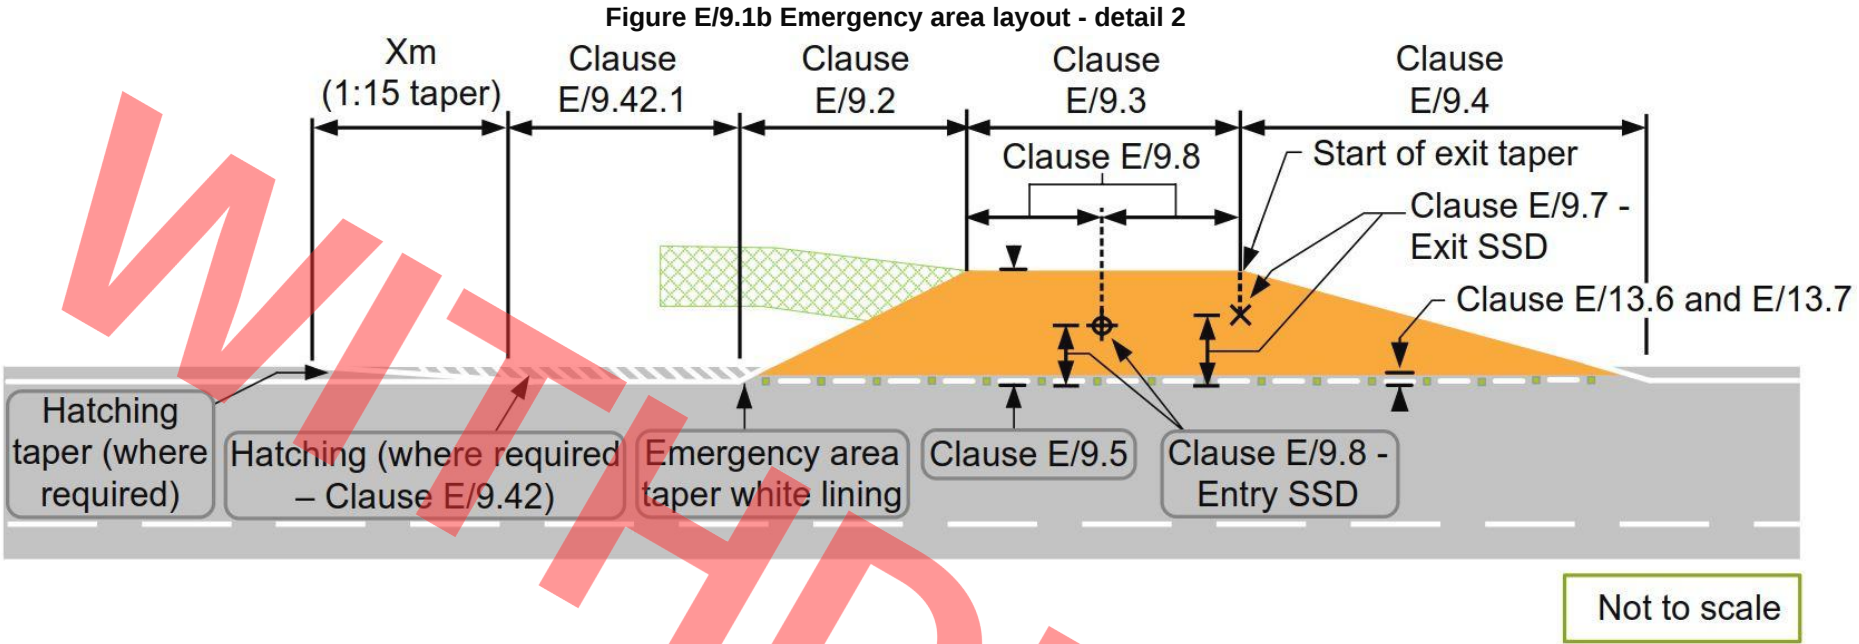 Figure E/9.1b Emergency area layout - detail 2
Xm
(1:15 taper)
Clause
E/9.42.1
Clause
E/9.2
Clause
E/9.3
Clause
E/9.4
Clause E/9.8
Start of exit taper
Clause E/9.7 -
Exit SSD
Clause E/13.6 and E/13.7
Hatching
taper (where
required)
Hatching (where required
– Clause E/9.42)
Emergency area
taper white lining
Clause E/9.5
Clause E/9.8 -
Entry SSD
Not to scale
WITHD